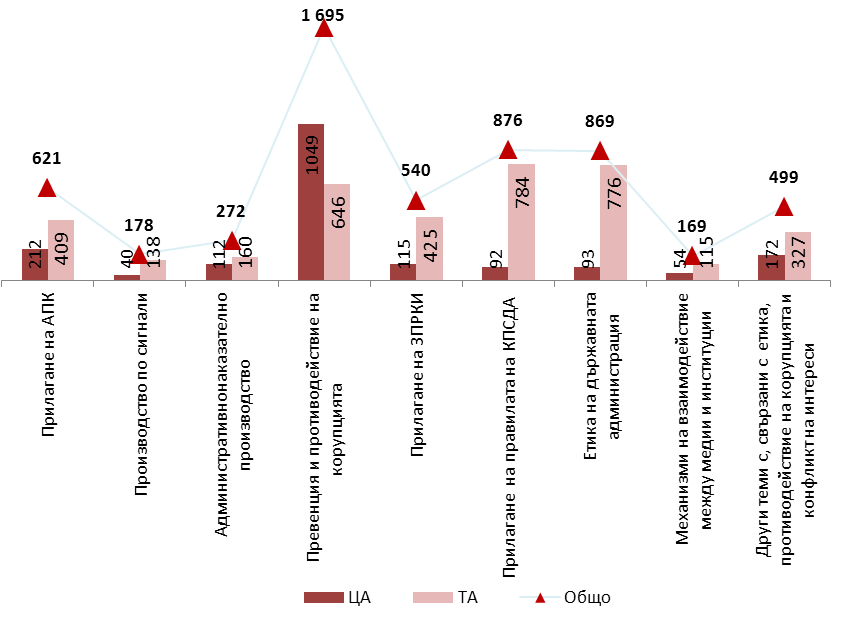 1 695
876
869
621
540
499
272
178
169
212
409
40
138
112
160
1049
646
115
425
92
784
93
776
54
115
172
327
Прилагане на АПК
Производство по сигнали
Административнонаказателно
производство
Превенция и противодействие на
корупцията
Прилагане на ЗПРКИ
Прилагане на правилата на КПСДА
Етика на държавната
администрация
Механизми на взаимодействие
между медии и институции
Други теми с, свързани с етика,
противодействие на корупцията и
конфликт на интереси
ЦА
ТА
Общо